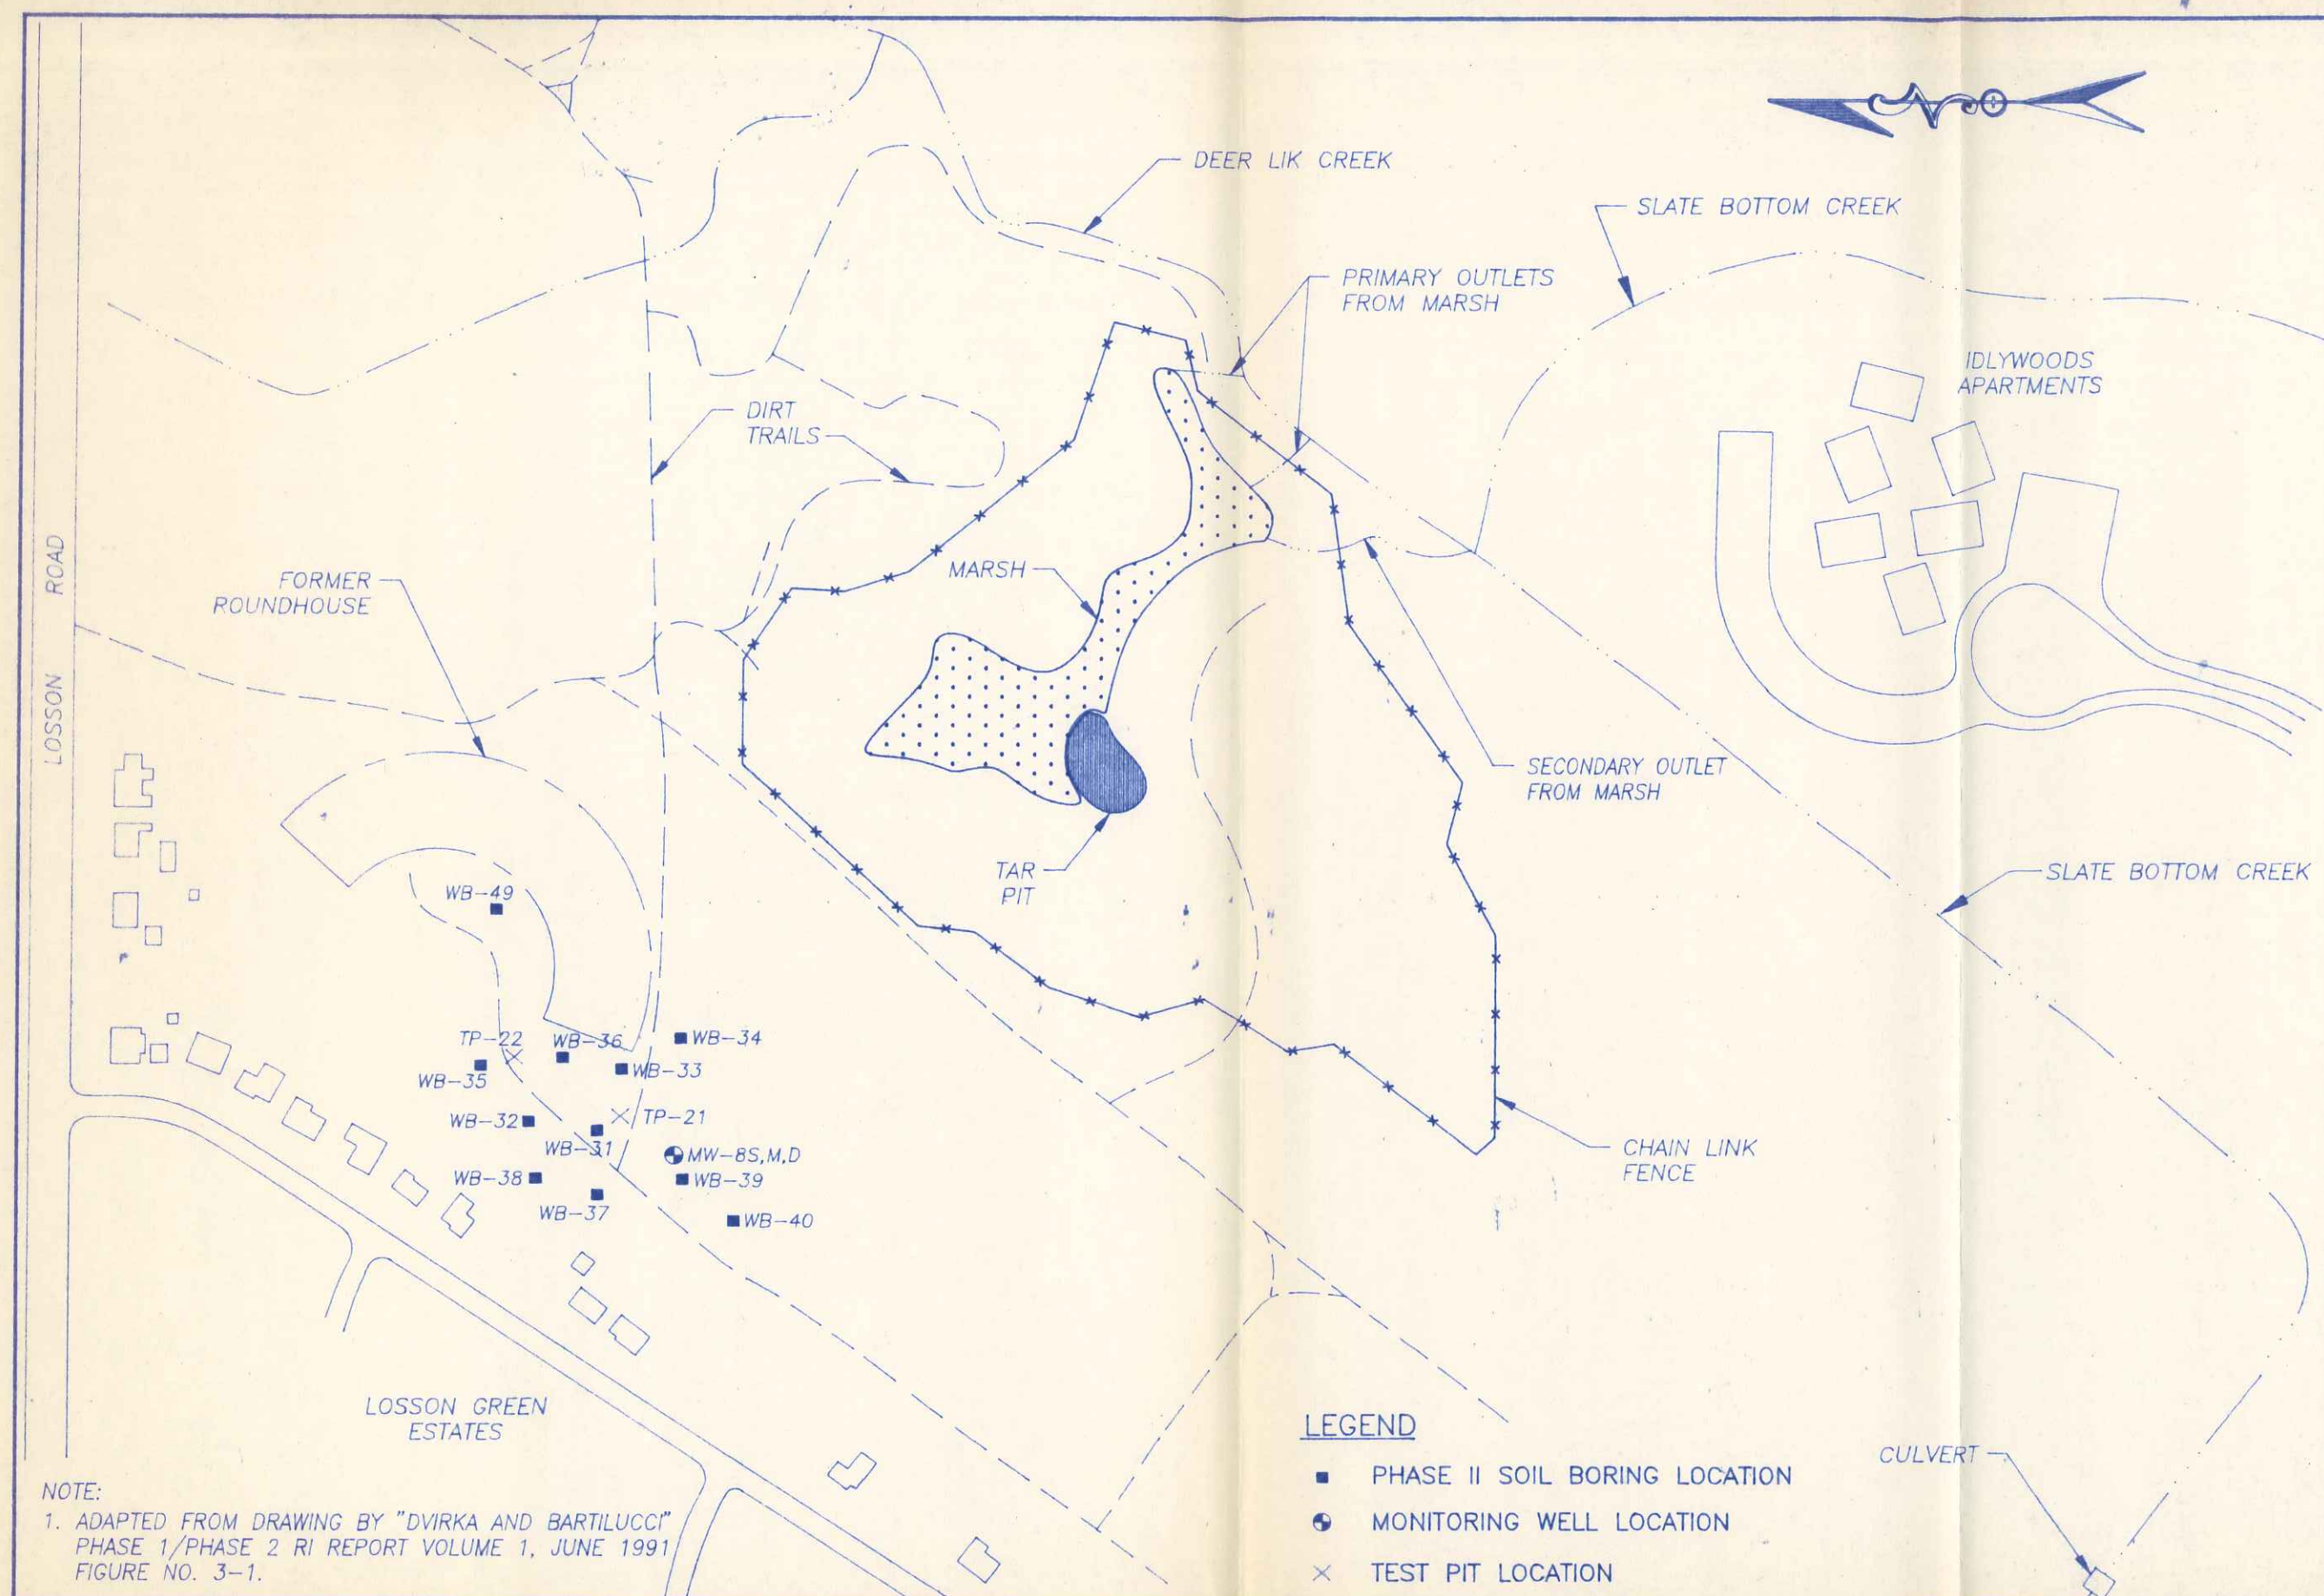 DEER LIK CREEK
SLATE BOTTOM CREEK
PRIMARY OUTLETS
FROM MARSH
IDLYWOODS
APARTMENTS
DIRT
TRAILS
LOSSON ROAD
FORMER
ROUNDHOUSE
MARSH
SECONDARY OUTLET
FROM MARSH
TAR
PIT
SLATE BOTTOM CREEK
WB-49
TP-22
WB-36
WB-34
WB-35
WB-33
WB-32
TP-21
WB-31
MW-8S,M,D
WB-38
WB-39
WB-37
WB-40
CHAIN LINK
FENCE
LOSSON GREEN
ESTATES
LEGEND
PHASE II SOIL BORING LOCATION
MONITORING WELL LOCATION
TEST PIT LOCATION
CULVERT
NOTE:
1. ADAPTED FROM DRAWING BY "DVIRKA AND BARTILUCCI"
PHASE 1/PHASE 2 RI REPORT VOLUME 1, JUNE 1991
FIGURE NO. 3-1.